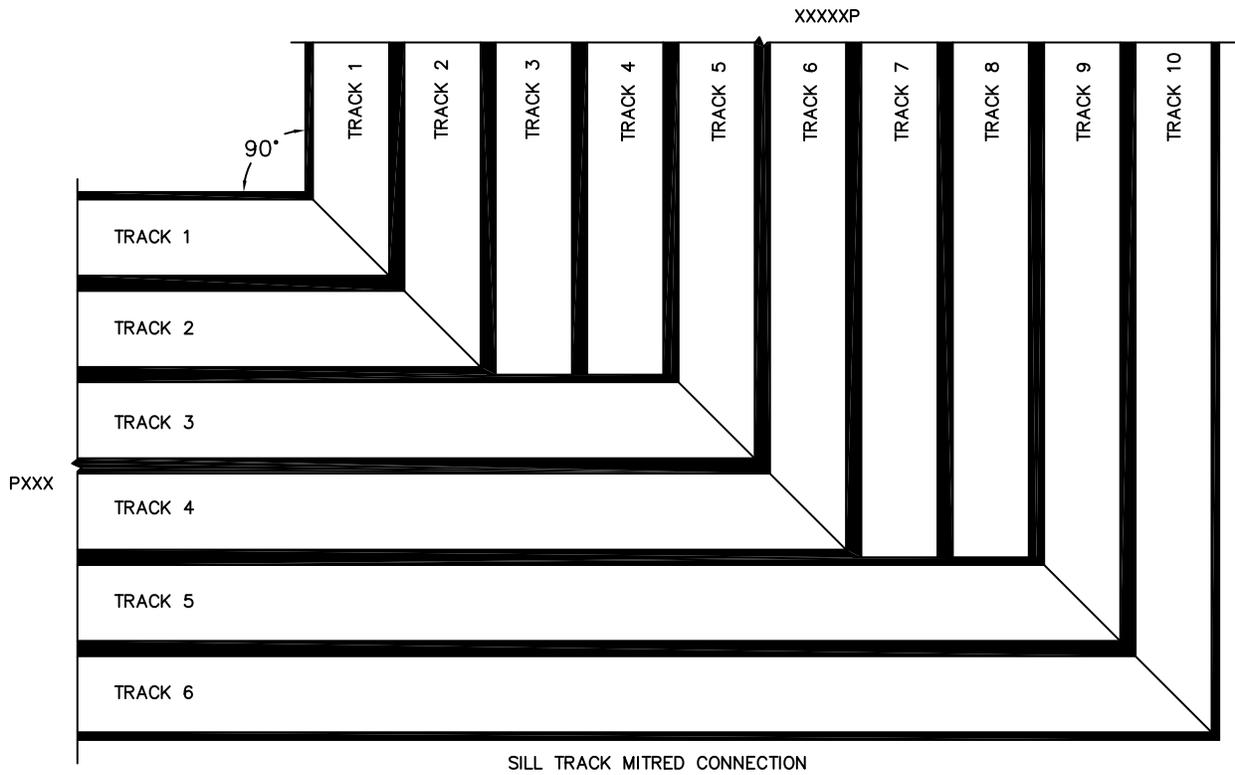 XXXXXP
TRACK 1
TRACK 2
TRACK 3
TRACK 4
TRACK 5
TRACK 6
TRACK 7
TRACK 8
TRACK 9
TRACK 10
90°
TRACK 1
TRACK 2
TRACK 3
PXXX
TRACK 4
TRACK 5
TRACK 6
SILL TRACK MITRED CONNECTION